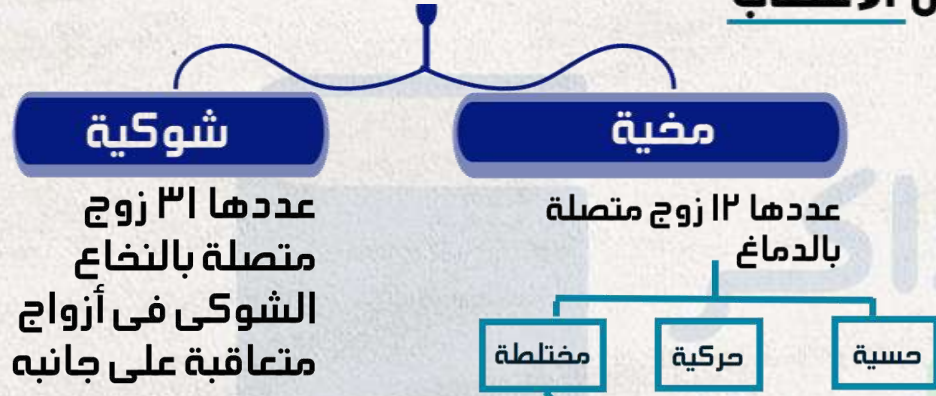 مخية
عددها ١٢ زوج متصلة
بالدماغ
حسية
حركية
مختلطة
شوكية
عددها ٣١ زوج
متصلة بالنخاع
الشوكى فى أزواج
متعاقبة على جانبه